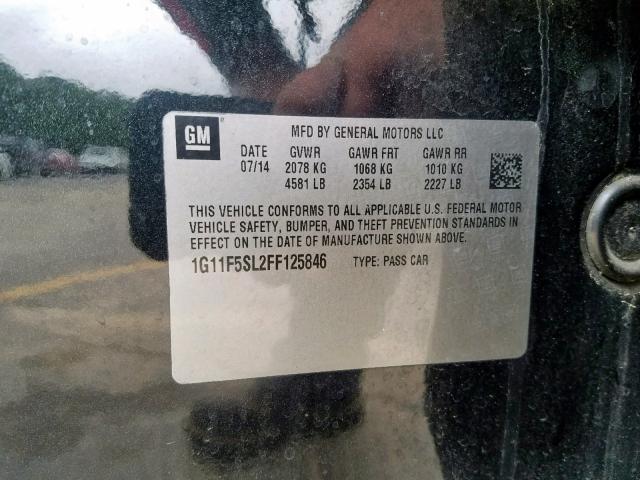 GM ® MFD BY GENERAL MOTORS LLC
DATE GVWR GAWR FRT GAWR RR
07/14 2078 KG 1068 KG 1010 KG
4581 LB 2354 LB 2227 LB
THIS VEHICLE CONFORMS TO ALL APPLICABLE U.S. FEDERAL MOTOR
VEHICLE SAFETY, BUMPER, AND THEFT PREVENTION STANDARDS IN
EFFECT ON THE DATE OF MANUFACTURE SHOWN ABOVE.
1G11F5SL2FF125846 TYPE: PASS CAR